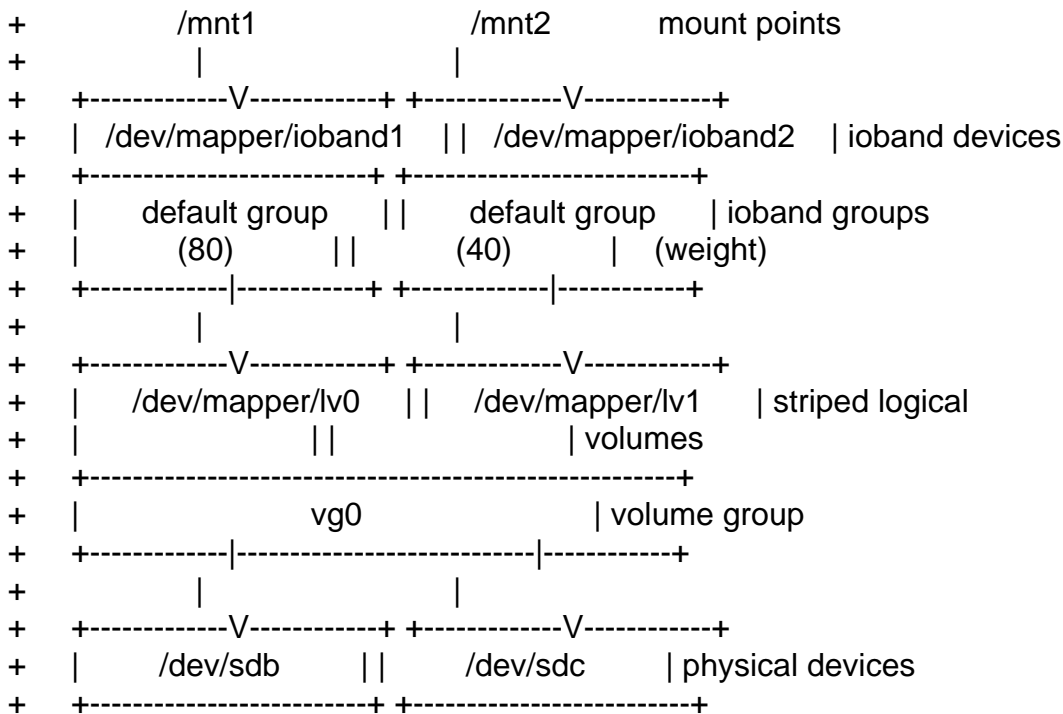 + /mnt1 /mnt2 mount points
+ | |
+ +-------------V------------+ +-------------V------------+
+ | /dev/mapper/ioband1 | | /dev/mapper/ioband2 | ioband devices
+ +--------------------------+ +--------------------------+
+ | default group | | default group | ioband groups
+ | (80) | | (40) | (weight)
+ +-------------|------------+ +-------------|------------+
+ | |
+ +-------------V------------+ +-------------V------------+
+ | /dev/mapper/lv0 | | /dev/mapper/lv1 | striped logical
+ | | | | volumes
+ +-------------------------------------------------------+
+ | vg0 | volume group
+ +-------------|----------------------------|------------+
+ | |
+ +-------------V------------+ +-------------V------------+
+ | /dev/sdb | | /dev/sdc | physical devices
+ +--------------------------+ +--------------------------+